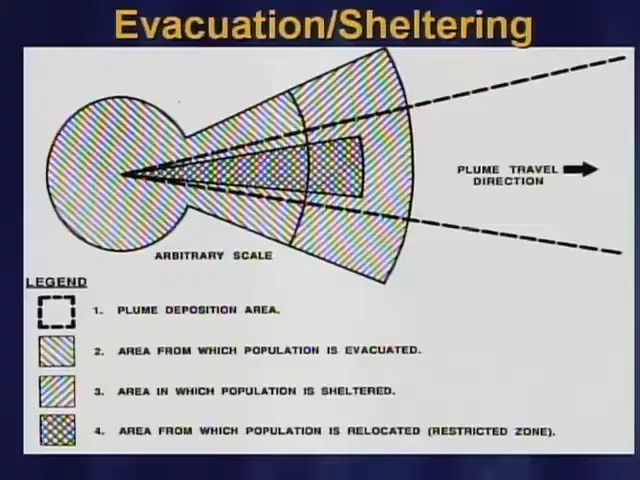 Evacuation/Sheltering
PLUME TRAVEL
DIRECTION
ARBITRARY SCALE
LEGEND
1. PLUME DEPOSITION AREA.
2. AREA FROM WHICH POPULATION IS EVACUATED.
3. AREA IN WHICH POPULATION IS SHELTERED.
4. AREA FROM WHICH POPULATION IS RELOCATED (RESTRICTED ZONE).